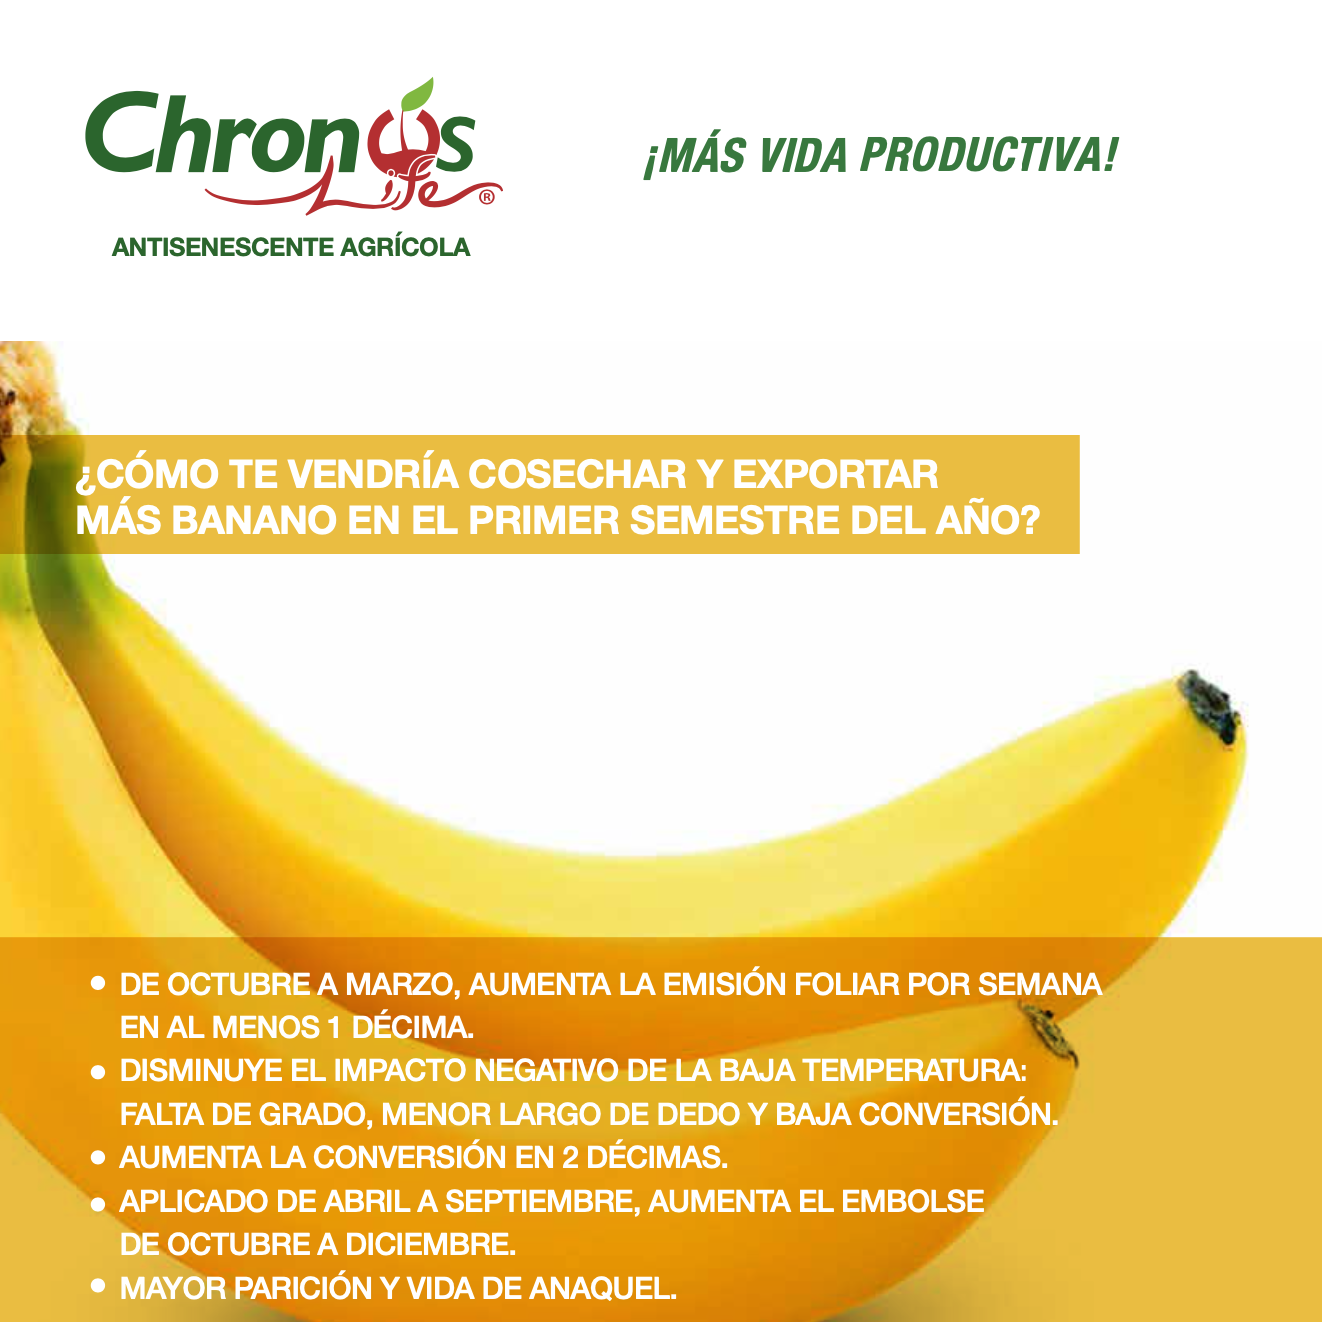 Chronos
Life®
ANTISENESCENTE AGRÍCOLA
¡MÁS VIDA PRODUCTIVA!
¿CÓMO TE VENDRÍA COSECHAR Y EXPORTAR
MÁS BANANO EN EL PRIMER SEMESTRE DEL AÑO?
• DE OCTUBRE A MARZO, AUMENTA LA EMISIÓN FOLIAR POR SEMANA
EN AL MENOS 1 DÉCIMA.
• DISMINUYE EL IMPACTO NEGATIVO DE LA BAJA TEMPERATURA:
FALTA DE GRADO, MENOR LARGO DE DEDO Y BAJA CONVERSIÓN.
• AUMENTA LA CONVERSIÓN EN 2 DÉCIMAS.
• APLICADO DE ABRIL A SEPTIEMBRE, AUMENTA EL EMBOLSE
DE OCTUBRE A DICIEMBRE.
• MAYOR PARICIÓN Y VIDA DE ANAQUEL.